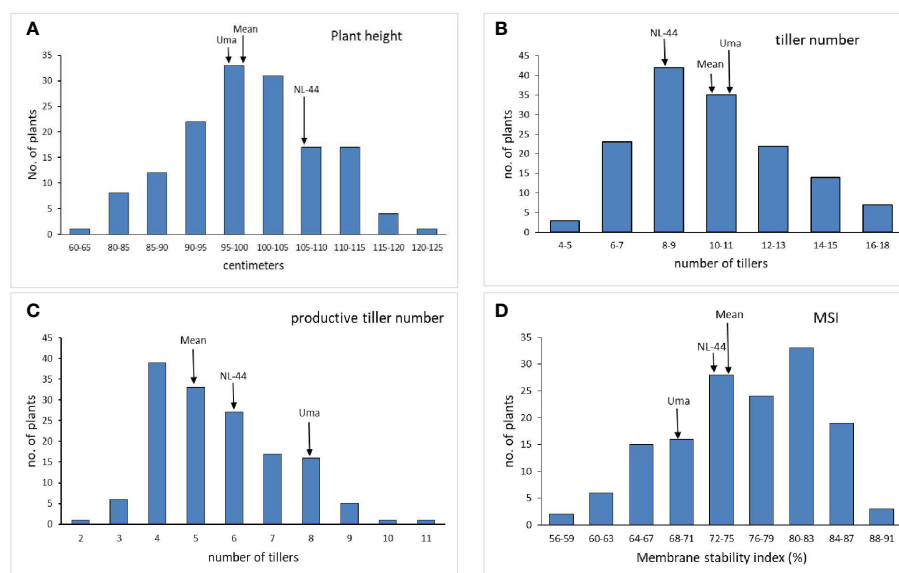 A
Plant height
Mean
Uma
NL-44
35
30
25
20
15
10
5
0
No. of plants
60-65 80-85 85-90 90-95 95-100 100-105 105-110 110-115 115-120 120-125
centimeters
B
tiller number
NL-44
Uma
Mean
45
40
35
30
25
20
15
10
5
0
no. of plants
4-5 6-7 8-9 10-11 12-13 14-15 16-18
number of tillers
C
productive tiller number
Mean
NL-44
Uma
45
40
35
30
25
20
15
10
5
0
no. of plants
2 3 4 5 6 7 8 9 10 11
number of tillers
D
MSI
Mean
NL-44
Uma
35
30
25
20
15
10
5
0
no. of plants
56-59 60-63 64-67 68-71 72-75 76-79 80-83 84-87 88-91
Membrane stability index (%)